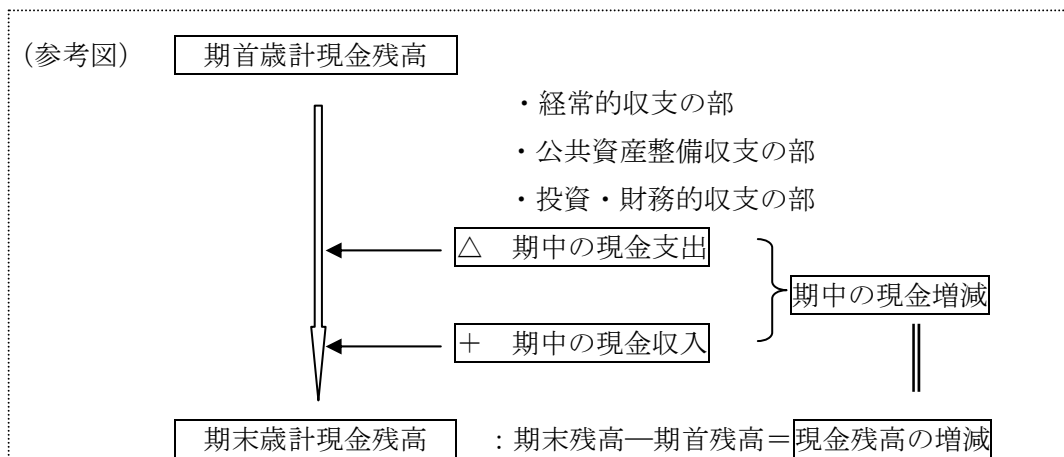 （参考図） 期首歳計現金残高
・経常的収支の部
・公共資産整備収支の部
・投資・財務的収支の部
△　期中の現金支出
期中の現金増減
＋　期中の現金収入
期末歳計現金残高 ：期末残高―期首残高＝現金残高の増減